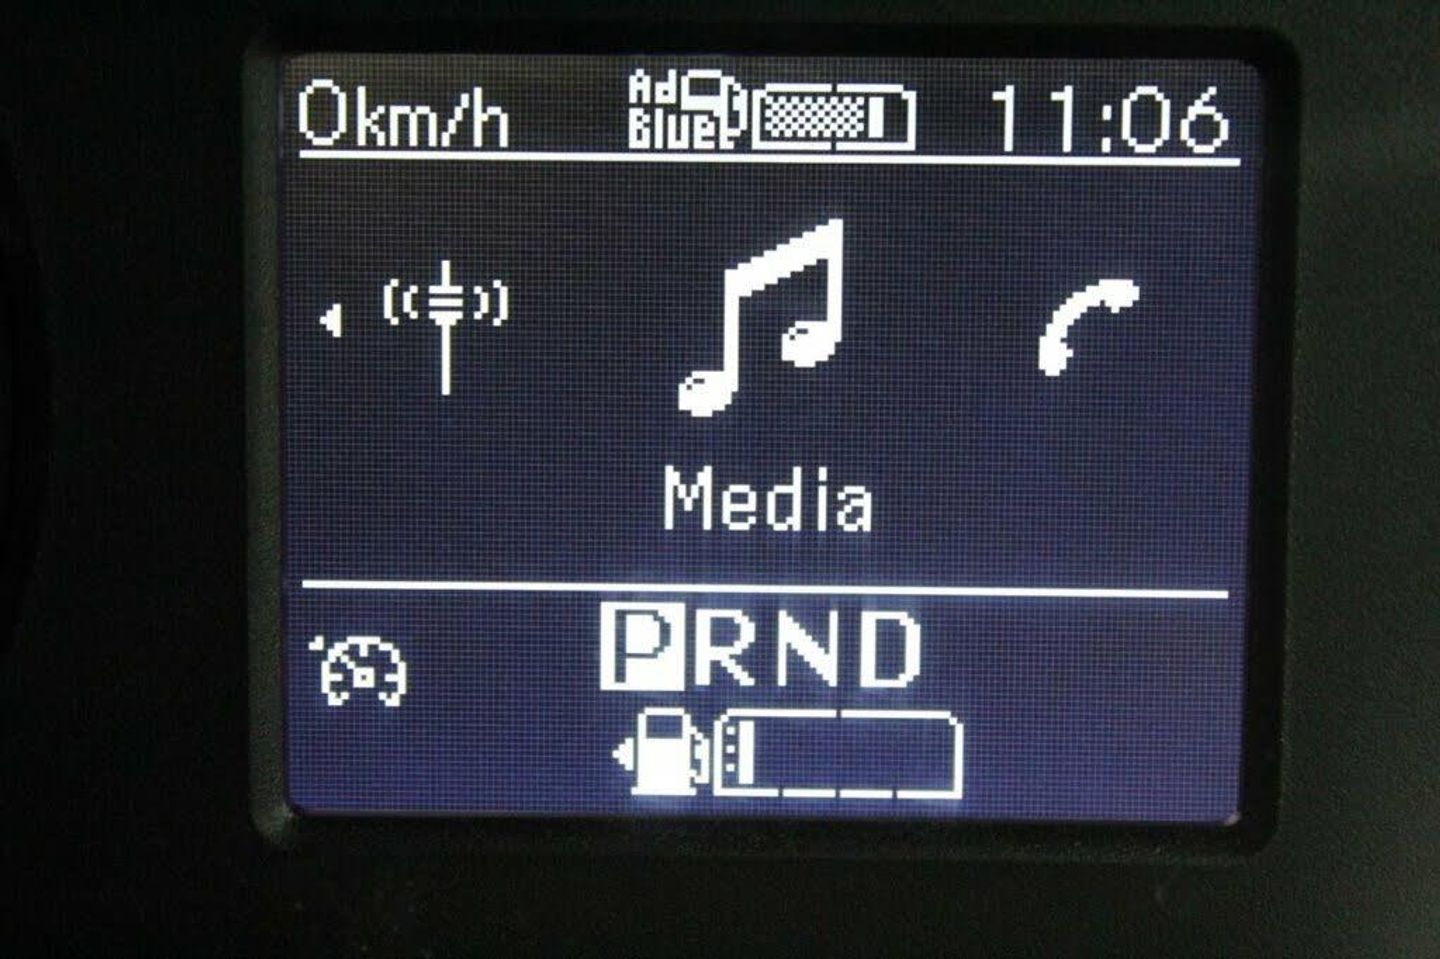 0km/h Ad Blue 11:06
Media
PRND